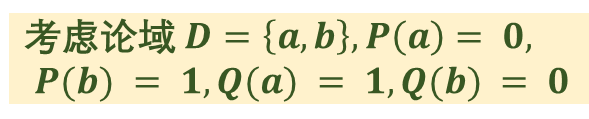 考虑论域 D = {a, b}, P(a) = 0,
P(b) = 1, Q(a) = 1, Q(b) = 0